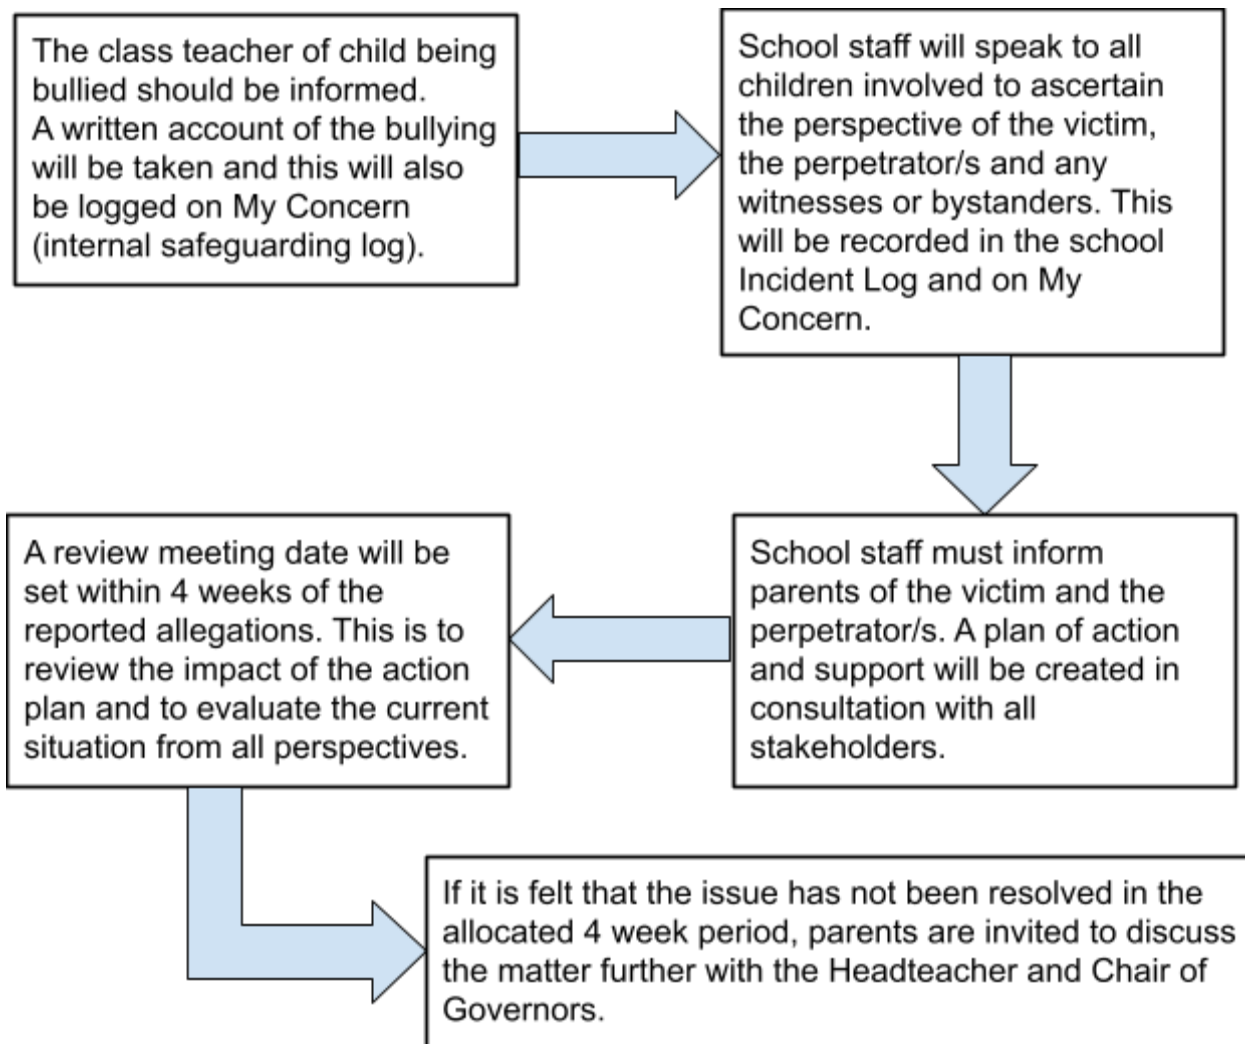 The class teacher of child being
bullied should be informed.
A written account of the bullying
will be taken and this will also
be logged on My Concern
(internal safeguarding log).
School staff will speak to all
children involved to ascertain
the perspective of the victim,
the perpetrator/s and any
witnesses or bystanders. This
will be recorded in the school
Incident Log and on My
Concern.
School staff must inform
parents of the victim and the
perpetrator/s. A plan of action
and support will be created in
consultation with all
stakeholders.
A review meeting date will be
set within 4 weeks of the
reported allegations. This is to
review the impact of the action
plan and to evaluate the current
situation from all perspectives.
If it is felt that the issue has not been resolved in the
allocated 4 week period, parents are invited to discuss
the matter further with the Headteacher and Chair of
Governors.